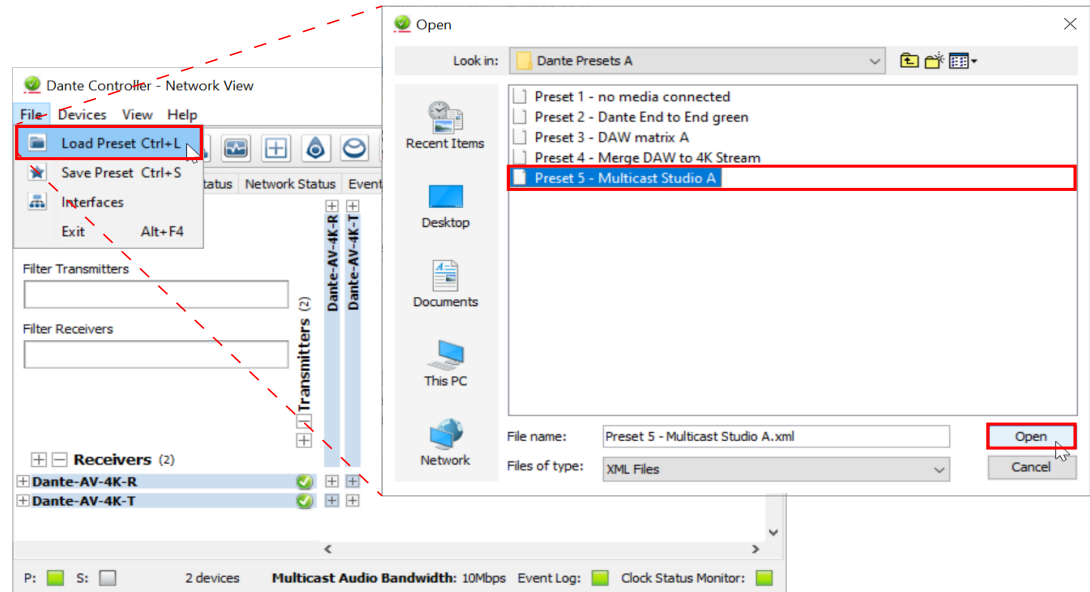 Dante Controller - Network View
File Devices View Help
Load Preset Ctrl+L
Save Preset Ctrl+S
Interfaces
Exit Alt+F4
tatus Network Status Event
Filter Transmitters
Filter Receivers
Transmitters (2)
Dante-AV-4K-R
Dante-AV-4K-T
Receivers (2)
Dante-AV-4K-R
Dante-AV-4K-T
P: S: 2 devices Multicast Audio Bandwidth: 10Mbps Event Log: Clock Status Monitor:
Open
Look in: Dante Presets A
Recent Items
Desktop
Documents
This PC
Network
Preset 1 - no media connected
Preset 2 - Dante End to End green
Preset 3 - DAW matrix A
Preset 4 - Merge DAW to 4K Stream
Preset 5 - Multicast Studio A
File name: Preset 5 - Multicast Studio A.xml Open
Files of type: XML Files Cancel